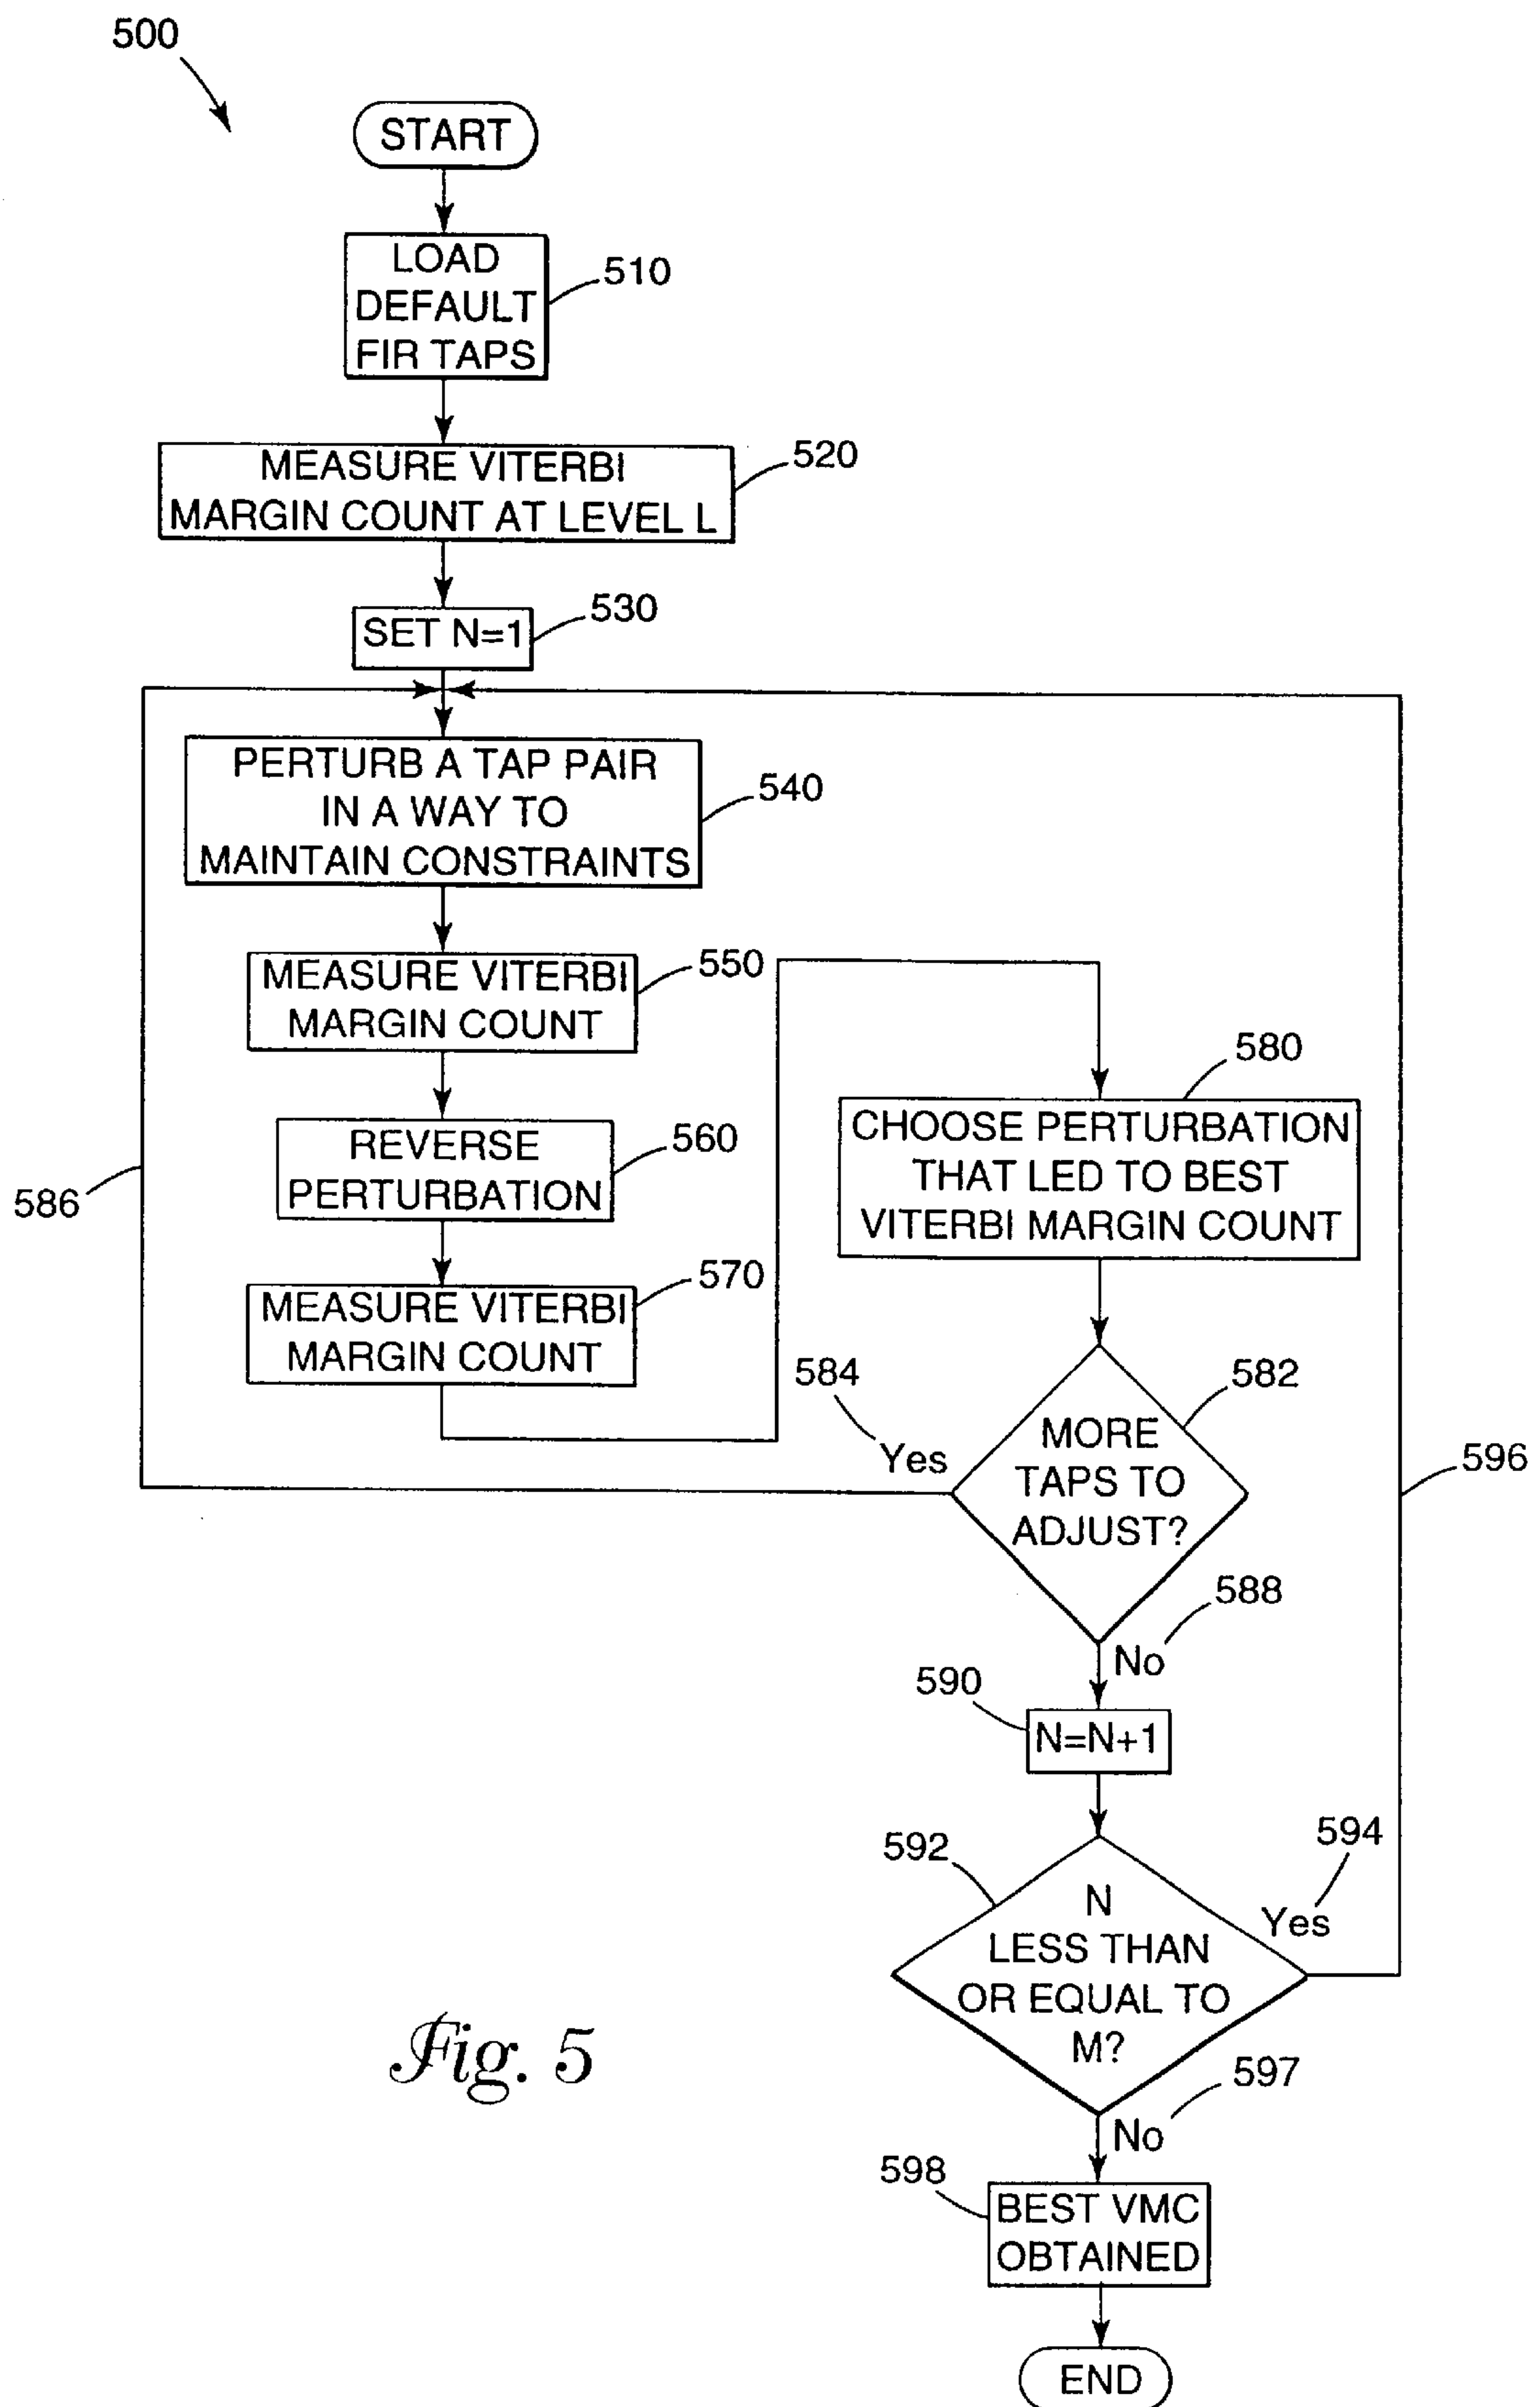 500
START
LOAD
DEFAULT
FIR TAPS
510
MEASURE VITERBI
MARGIN COUNT AT LEVEL L
520
SET N=1
530
PERTURB A TAP PAIR
IN A WAY TO
MAINTAIN CONSTRAINTS
540
MEASURE VITERBI
MARGIN COUNT
550
REVERSE
PERTURBATION
560
MEASURE VITERBI
MARGIN COUNT
570
586
580
CHOOSE PERTURBATION
THAT LED TO BEST
VITERBI MARGIN COUNT
584
Yes
582
MORE
TAPS TO
ADJUST?
596
588
No
590
N=N+1
592
N
LESS THAN
OR EQUAL TO
M?
594
Yes
597
No
598
BEST VMC
OBTAINED
END
Fig. 5